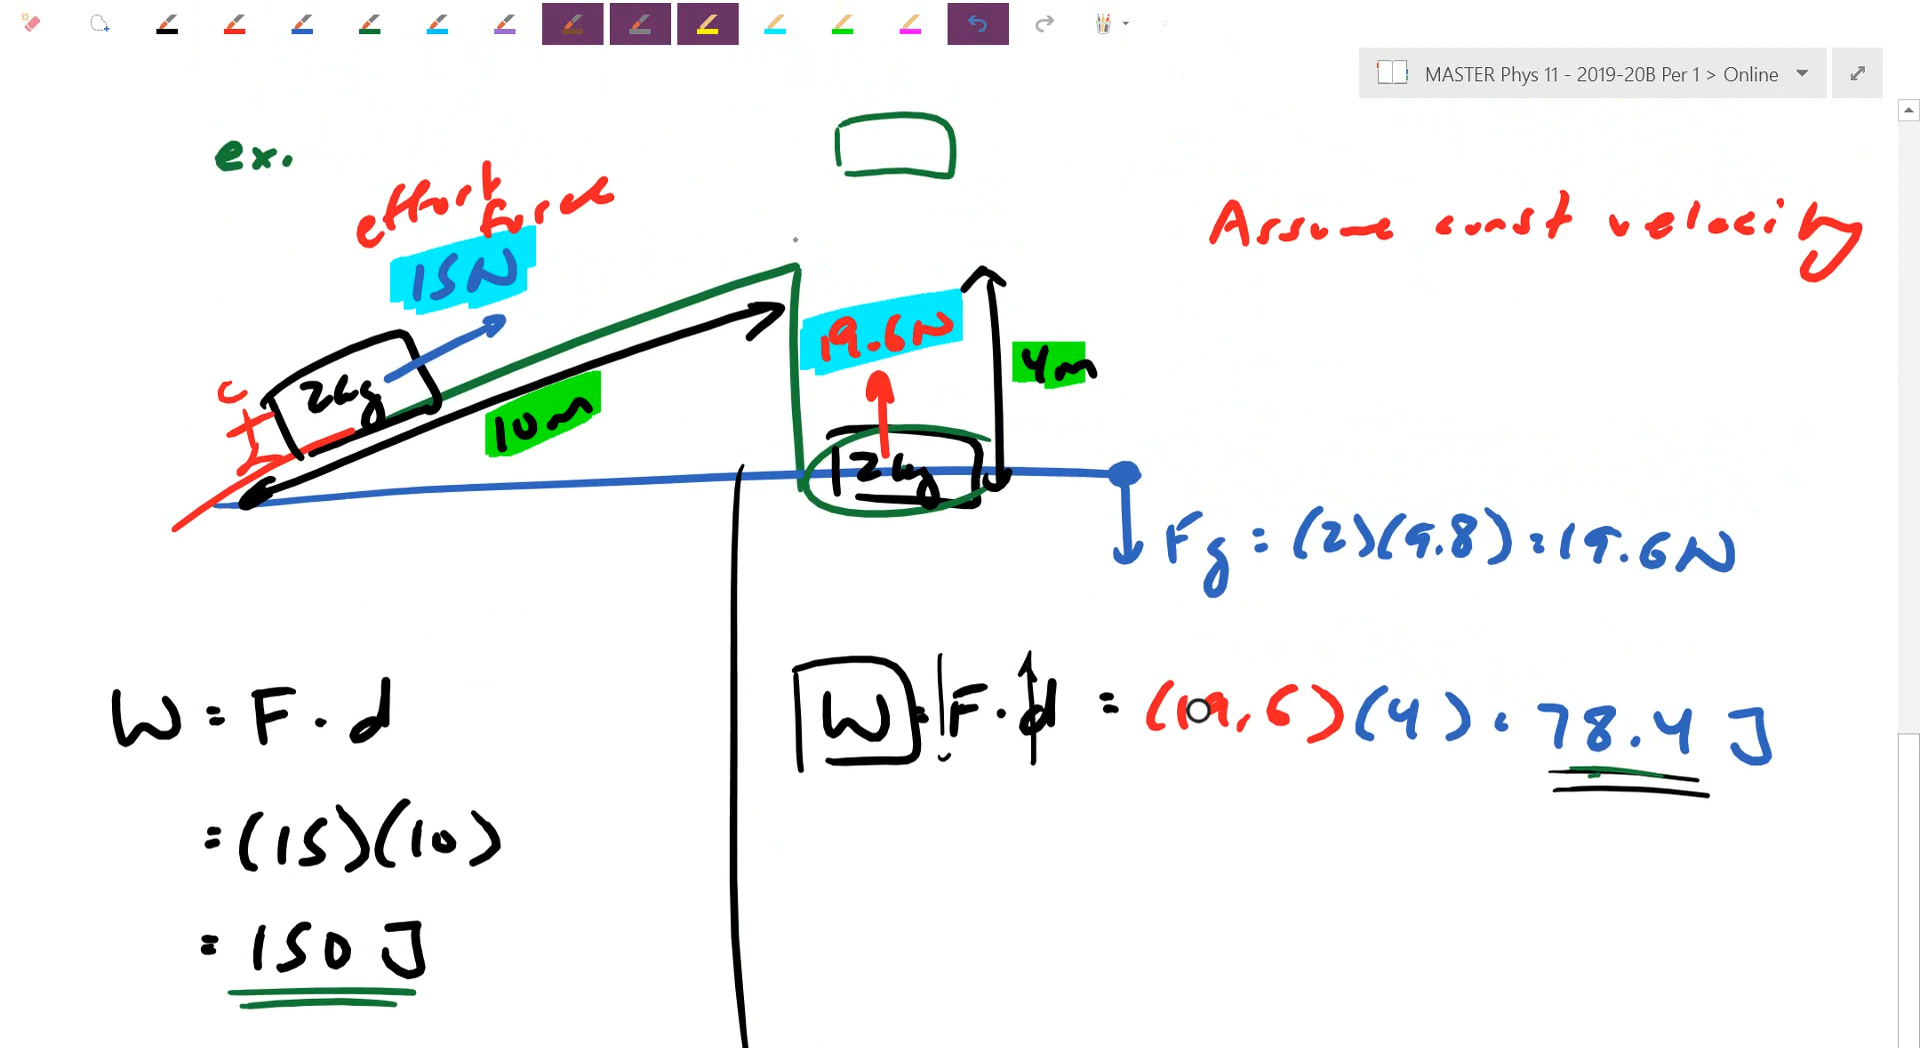 MASTER Phys 11 - 2019-20B Per 1 > Online
ex.
effort
force
Assume const velocity
15N
19.6N
4m
2kg
10m
2kg
Fg = (2)(9.8) = 19.6N
W = F · d
W = F · d = (19.6)(4) = 78.4 J
= (15)(10)
= 150 J